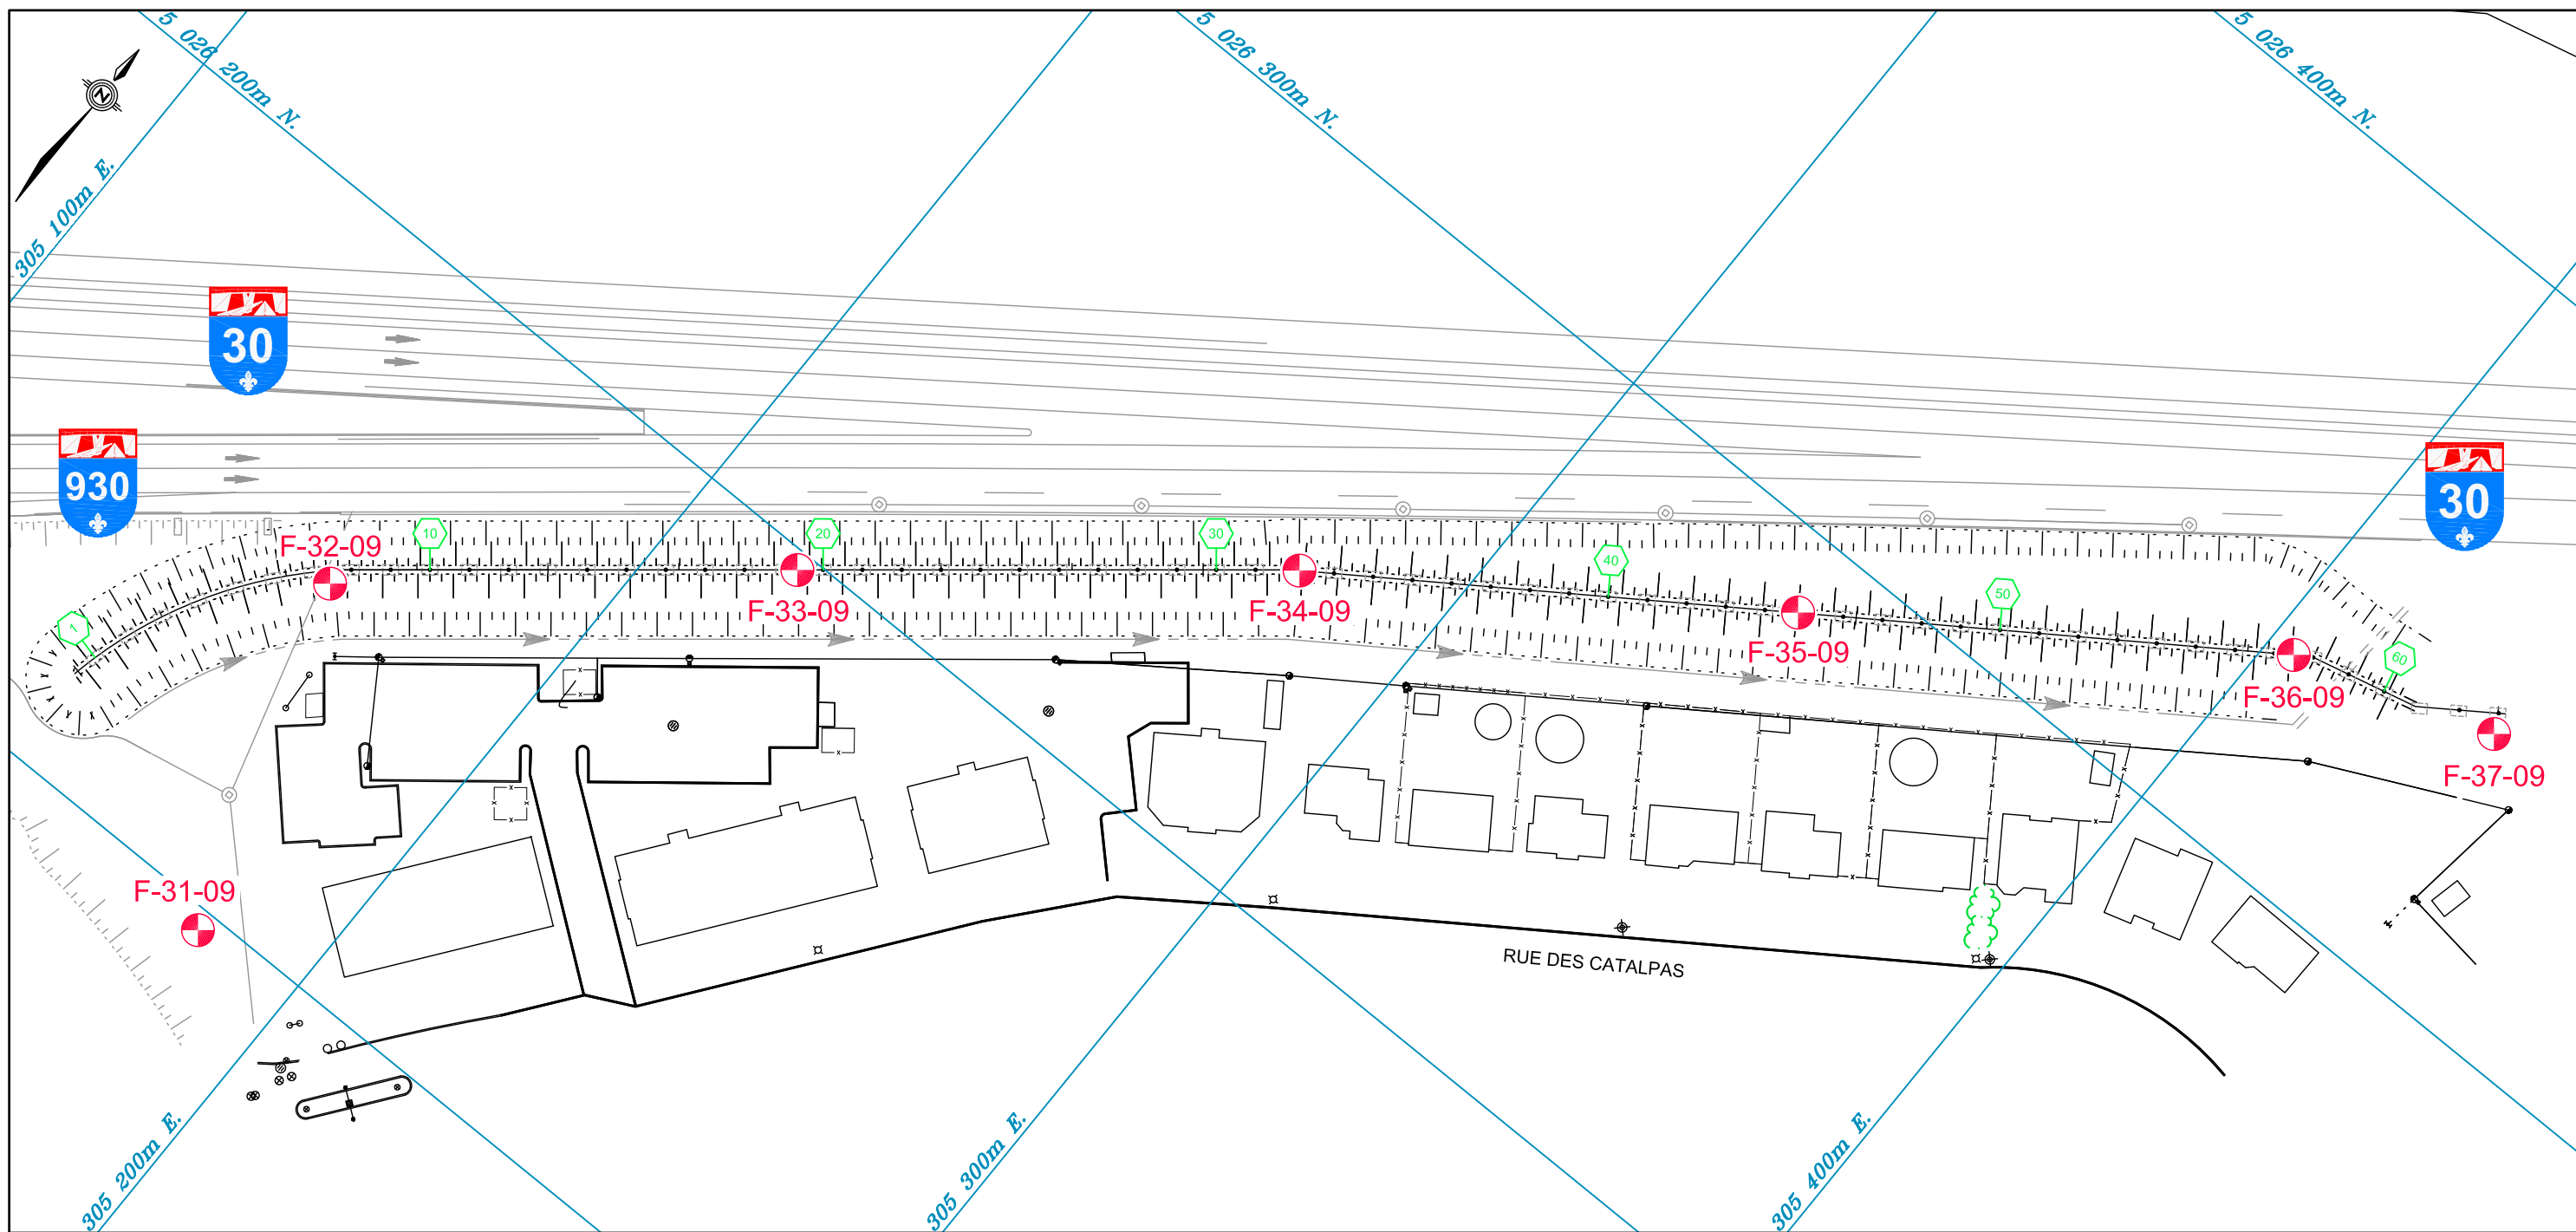 5 026 200m N.
5 026 300m N.
5 026 400m N.
N
305 100m E.
30
930
30
10
20
30
40
50
60
1
F-32-09
F-33-09
F-34-09
F-35-09
F-36-09
F-37-09
F-31-09
RUE DES CATALPAS
305 200m E.
305 300m E.
305 400m E.